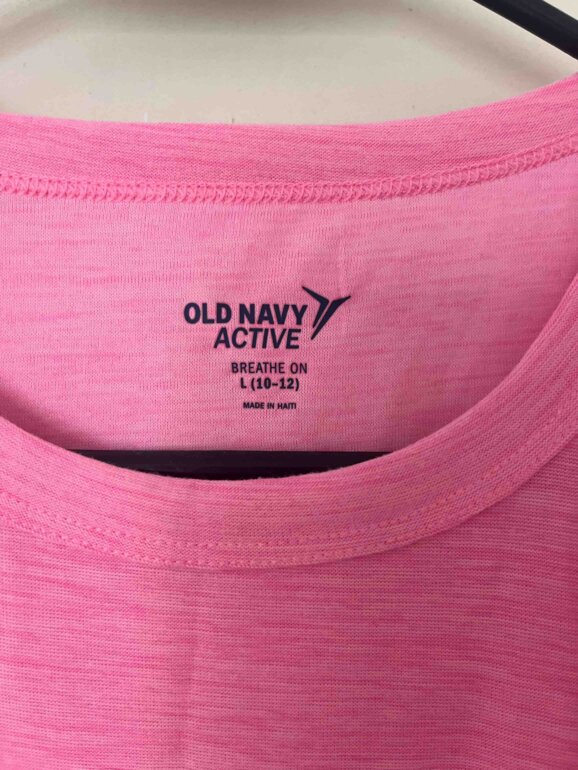 OLD NAVY
ACTIVE
BREATHE ON
L (10-12)
MADE IN HAITI